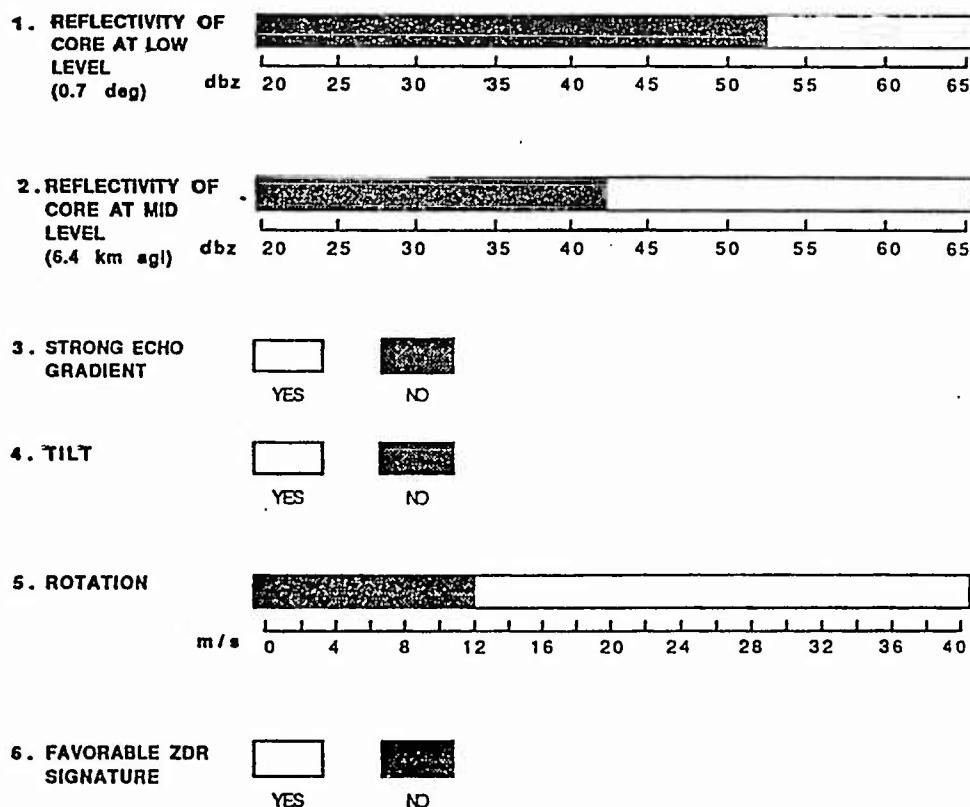 1. REFLECTIVITY OF
CORE AT LOW
LEVEL
(0.7 deg)
dbz 20 25 30 35 40 45 50 55 60 65
2. REFLECTIVITY OF
CORE AT MID
LEVEL
(6.4 km agl)
dbz 20 25 30 35 40 45 50 55 60 65
3. STRONG ECHO
GRADIENT
YES NO
4. TILT
YES NO
5. ROTATION
m/s 0 4 8 12 16 20 24 28 32 36 40
6. FAVORABLE ZDR
SIGNATURE
YES NO